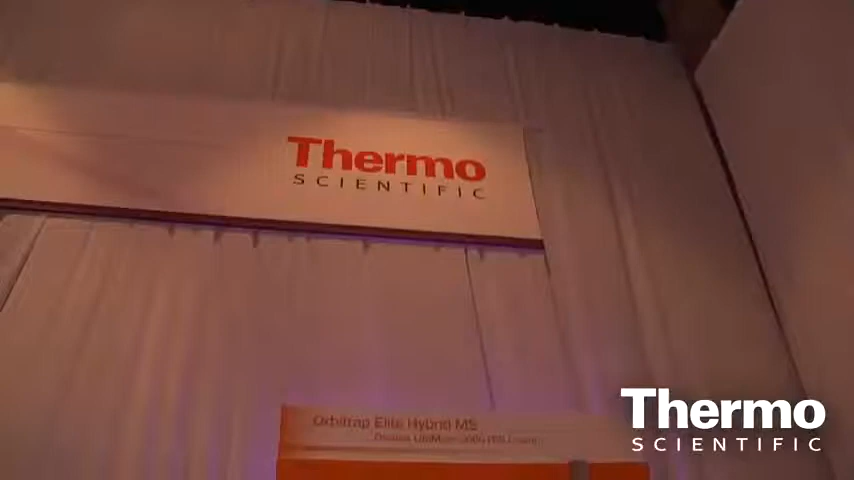 Thermo
SCIENTIFIC
Orbitrap Elite Hybrid MS
Thermo
SCIENTIFIC